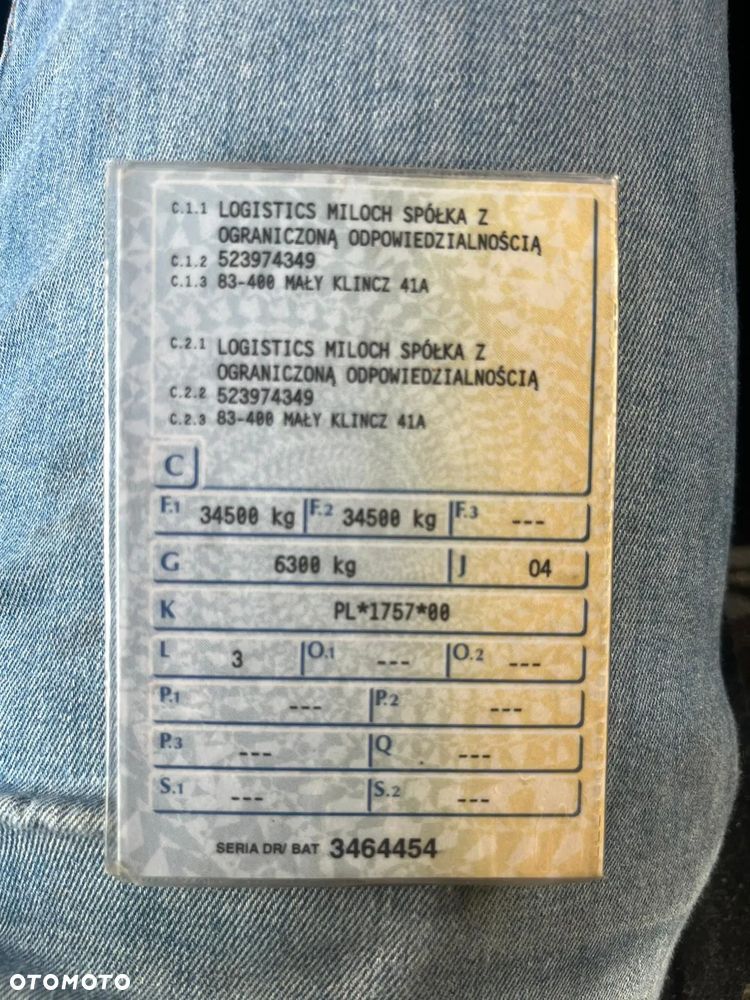 C.1.1 LOGISTICS MILOCH SPÓŁKA Z
OGRANICZONĄ ODPOWIEDZIALNOŚCIĄ
C.1.2 523974349
C.1.3 83-400 MAŁY KLINCZ 41A
C.2.1 LOGISTICS MILOCH SPÓŁKA Z
OGRANICZONĄ ODPOWIEDZIALNOŚCIĄ
C.2.2 523974349
C.2.3 83-400 MAŁY KLINCZ 41A
C
F.1 34500 kg F.2 34500 kg F.3 ---
G 6300 kg J 04
K PL*1757*00
L 3 O.1 --- O.2 ---
P.1 --- P.2 ---
P.3 --- Q ---
S.1 --- S.2 ---
SERIA DR/ BAT 3464454
OTOMOTO